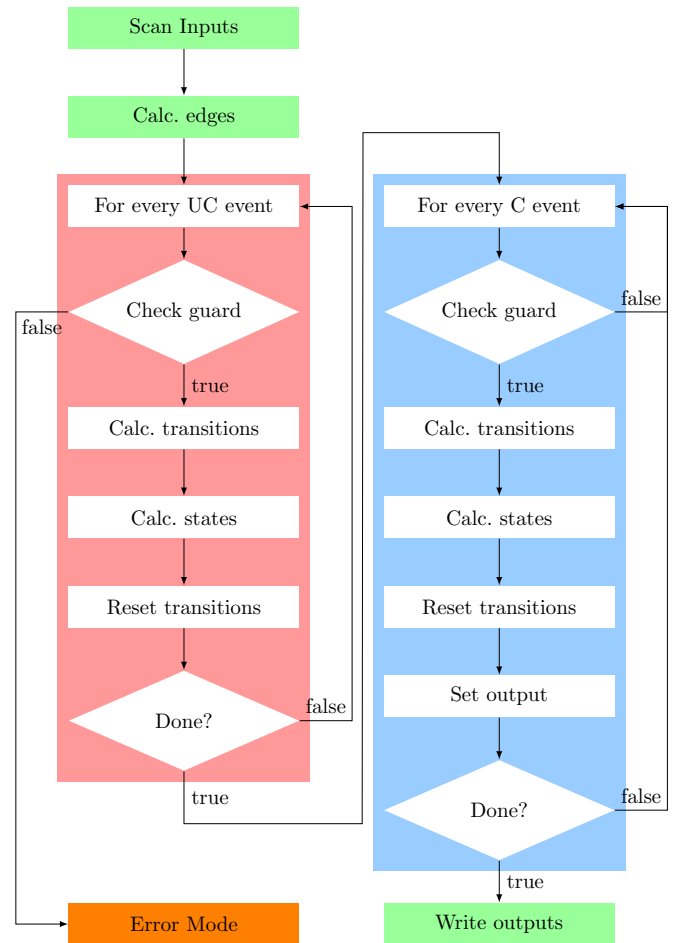 Scan Inputs
Calc. edges
For every UC event
Check guard
false
true
Calc. transitions
Calc. states
Reset transitions
Done?
false
true
Error Mode
For every C event
Check guard
false
true
Calc. transitions
Calc. states
Reset transitions
Set output
Done?
false
true
Write outputs